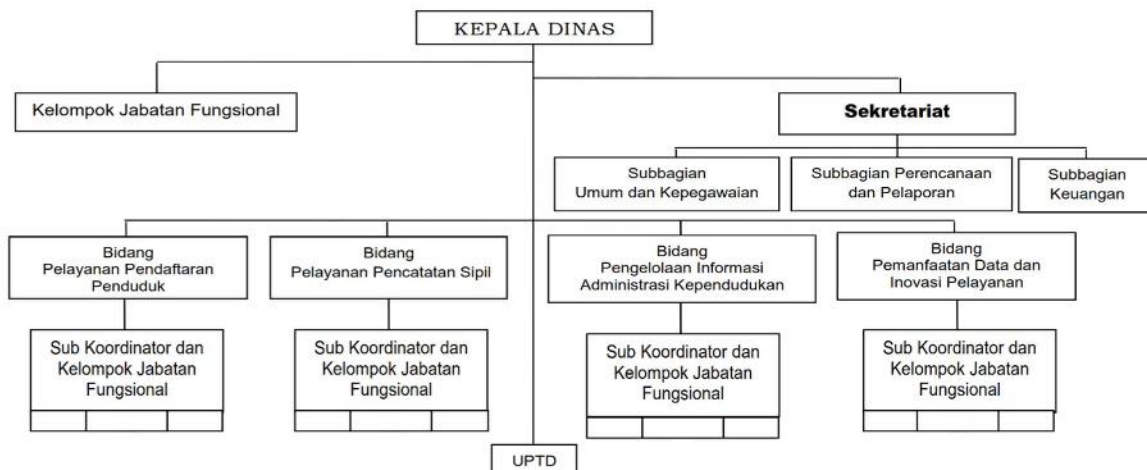 KEPALA DINAS
Kelompok Jabatan Fungsional
Sekretariat
Subbagian
Umum dan Kepegawaian
Subbagian Perencanaan
dan Pelaporan
Subbagian
Keuangan
Bidang
Pelayanan Pendaftaran
Penduduk
Bidang
Pelayanan Pencatatan Sipil
Bidang
Pengelolaan Informasi
Administrasi Kependudukan
Bidang
Pemanfaatan Data dan
Inovasi Pelayanan
Sub Koordinator dan
Kelompok Jabatan
Fungsional
Sub Koordinator dan
Kelompok Jabatan
Fungsional
Sub Koordinator dan
Kelompok Jabatan
Fungsional
Sub Koordinator dan
Kelompok Jabatan
Fungsional
UPTD